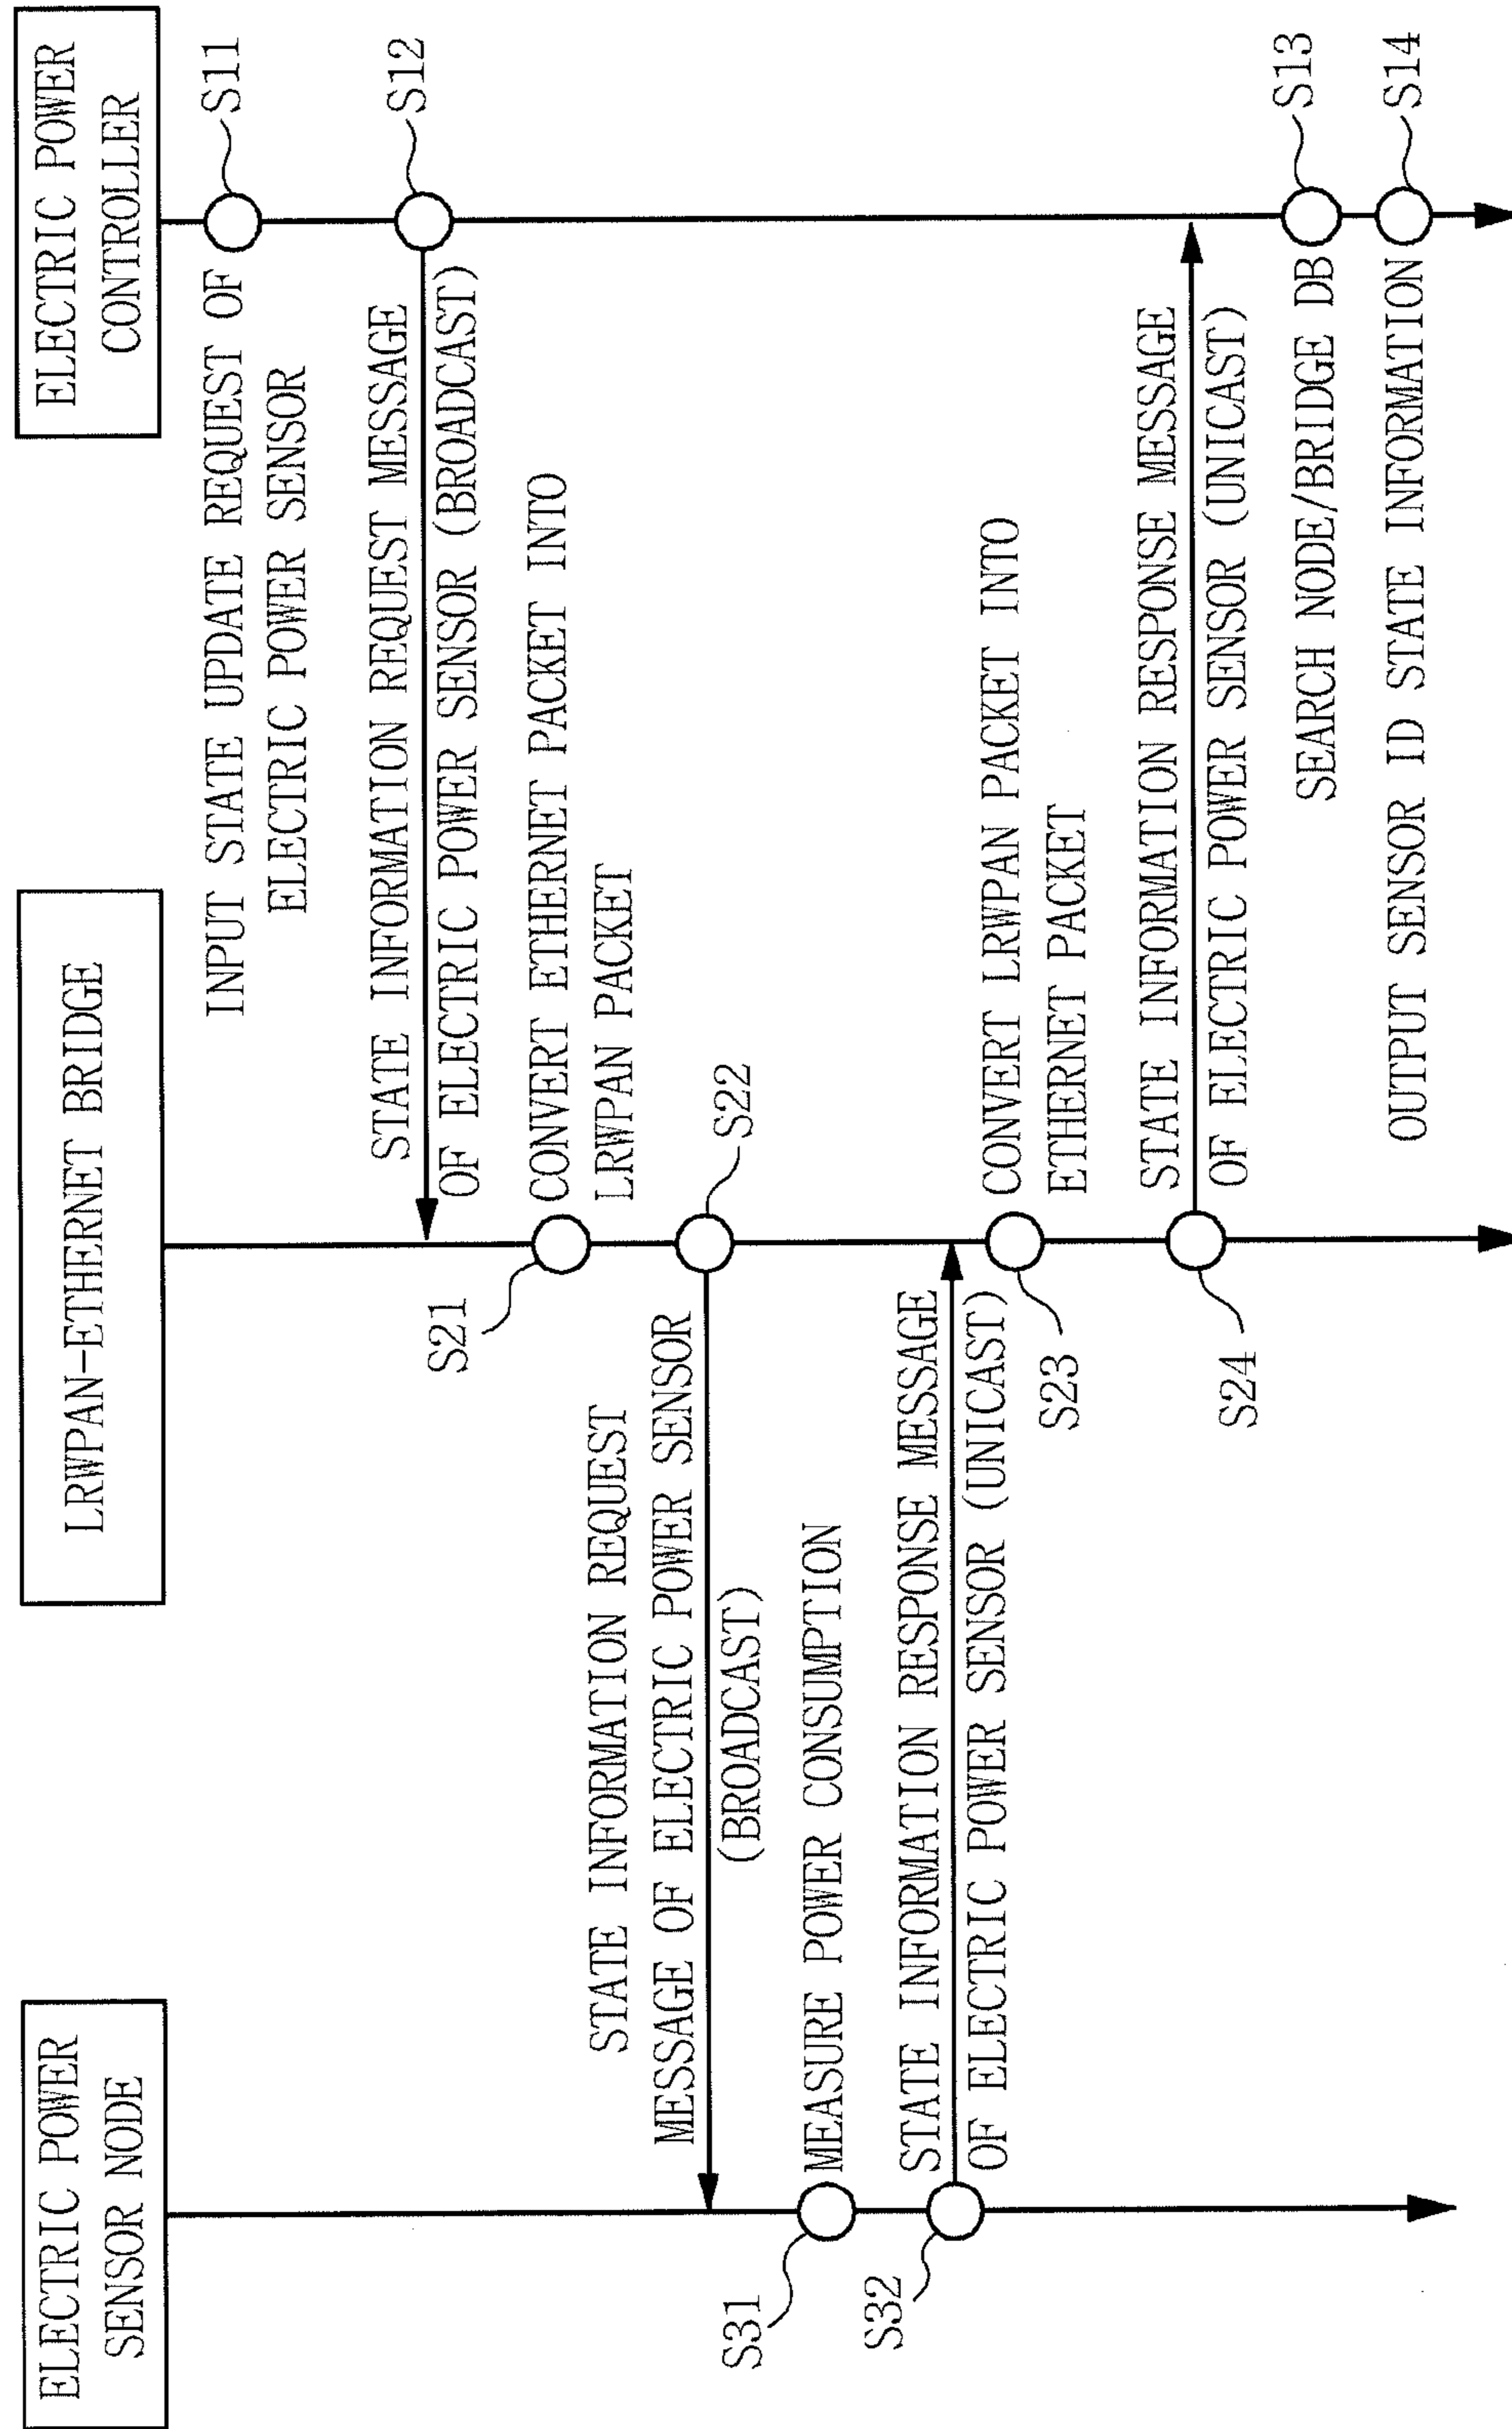 ELECTRIC POWER
SENSOR NODE
LRWPAN-ETHERNET BRIDGE
ELECTRIC POWER
CONTROLLER
S11
INPUT STATE UPDATE REQUEST OF
ELECTRIC POWER SENSOR
S12
STATE INFORMATION REQUEST MESSAGE
OF ELECTRIC POWER SENSOR (BROADCAST)
S21
CONVERT ETHERNET PACKET INTO
LRWPAN PACKET
S22
STATE INFORMATION REQUEST
MESSAGE OF ELECTRIC POWER SENSOR
(BROADCAST)
S31
MEASURE POWER CONSUMPTION
S32
STATE INFORMATION RESPONSE MESSAGE
OF ELECTRIC POWER SENSOR (UNICAST)
S23
CONVERT LRWPAN PACKET INTO
ETHERNET PACKET
S24
STATE INFORMATION RESPONSE MESSAGE
OF ELECTRIC POWER SENSOR (UNICAST)
SEARCH NODE/BRIDGE DB
S13
OUTPUT SENSOR ID STATE INFORMATION
S14